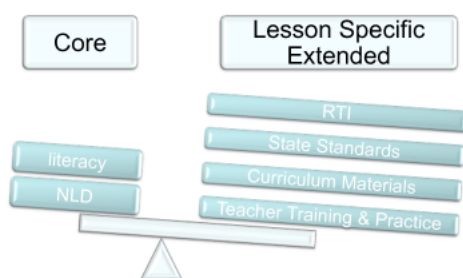 Core
Lesson Specific
Extended
RTI
State Standards
literacy
Curriculum Materials
NLD
Teacher Training & Practice